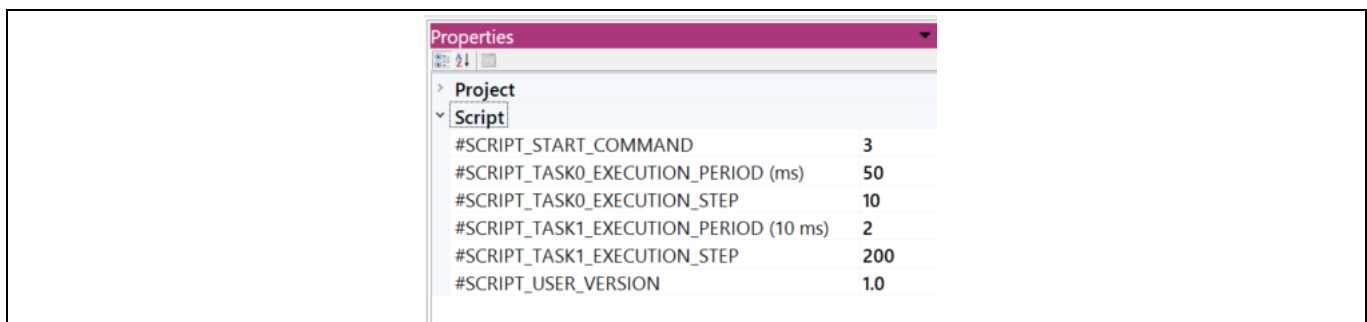 Properties
Project
Script
#SCRIPT_START_COMMAND 3
#SCRIPT_TASK0_EXECUTION_PERIOD (ms) 50
#SCRIPT_TASK0_EXECUTION_STEP 10
#SCRIPT_TASK1_EXECUTION_PERIOD (10 ms) 2
#SCRIPT_TASK1_EXECUTION_STEP 200
#SCRIPT_USER_VERSION 1.0